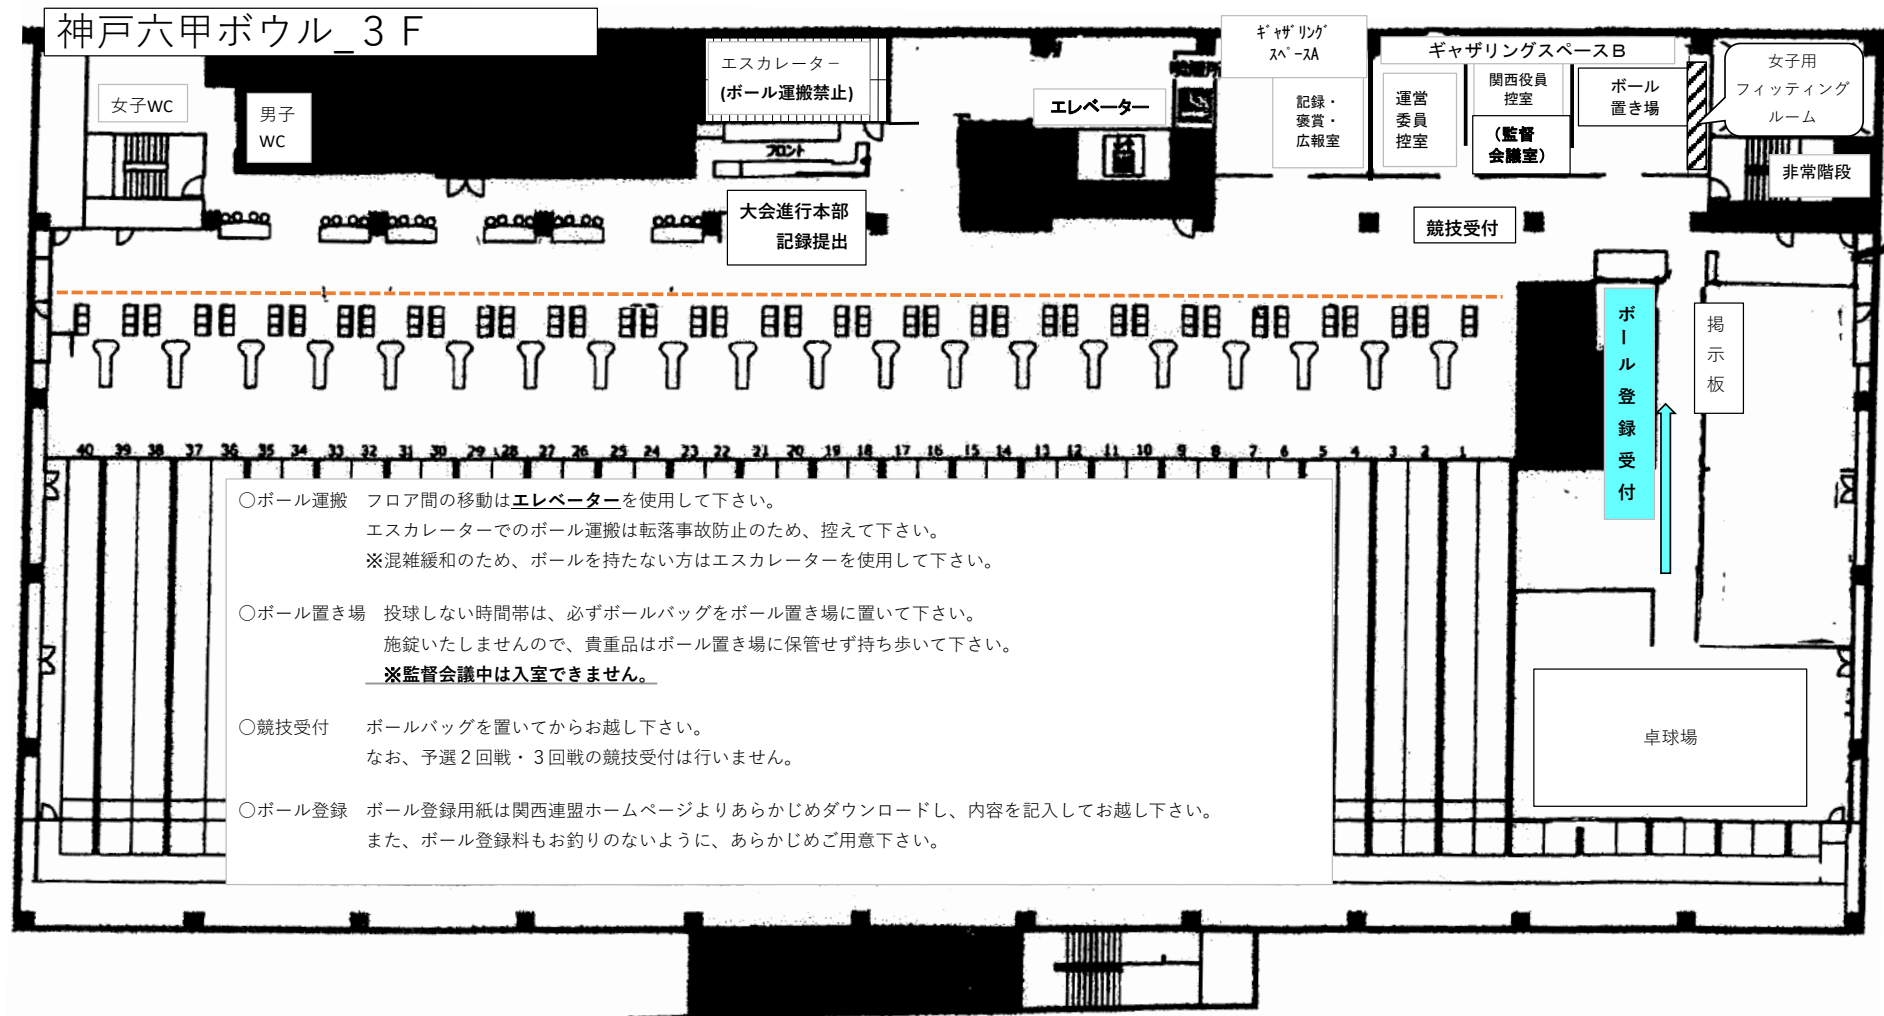 神戸六甲ボウル_３Ｆ
エスカレーター
(ボール運搬禁止)
ｷﾞｬｻﾞﾘﾝｸﾞ
ｽﾍﾟｰｽA
ギャザリングスペースＢ
女子用
フィッティング
ルーム
女子WC
男子
WC
エレベーター
記録・
褒賞・
広報室
運営
委員
控室
関西役員
控室
(監督
会議室)
ボール
置き場
非常階段
フロント
大会進行本部
記録提出
競技受付
ボール登録受付
掲示板
40 39 38 37 36 35 34 33 32 31 30 29 28 27 26 25 24 23 22 21 20 19 18 17 16 15 14 13 12 11 10 9 8 7 6 5 4 3 2 1
〇ボール運搬　フロア間の移動はエレベーターを使用して下さい。
エスカレーターでのボール運搬は転落事故防止のため、控えて下さい。
※混雑緩和のため、ボールを持たない方はエスカレーターを使用して下さい。
〇ボール置き場　投球しない時間帯は、必ずボールバッグをボール置き場に置いて下さい。
施錠いたしませんので、貴重品はボール置き場に保管せず持ち歩いて下さい。
※監督会議中は入室できません。
〇競技受付　ボールバッグを置いてからお越し下さい。
なお、予選２回戦・３回戦の競技受付は行いません。
〇ボール登録　ボール登録用紙は関西連盟ホームページよりあらかじめダウンロードし、内容を記入してお越し下さい。
また、ボール登録料もお釣りのないように、あらかじめご用意下さい。
卓球場